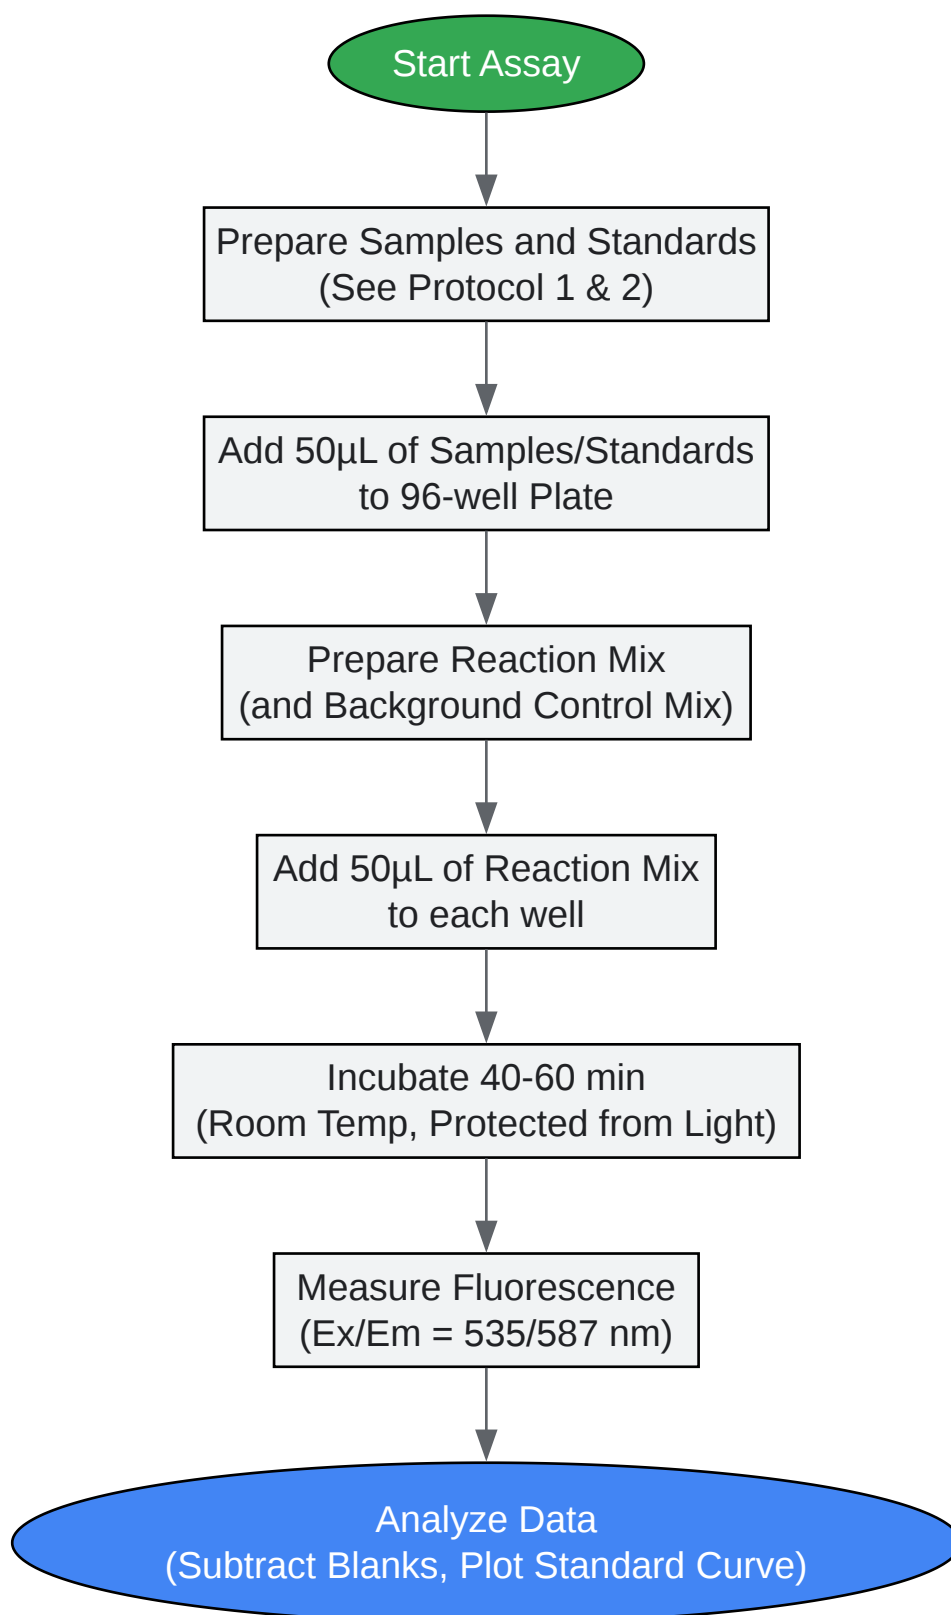 Start Assay
Prepare Samples and Standards
(See Protocol 1 & 2)
Add 50µL of Samples/Standards
to 96-well Plate
Prepare Reaction Mix
(and Background Control Mix)
Add 50µL of Reaction Mix
to each well
Incubate 40-60 min
(Room Temp, Protected from Light)
Measure Fluorescence
(Ex/Em = 535/587 nm)
Analyze Data
(Subtract Blanks, Plot Standard Curve)